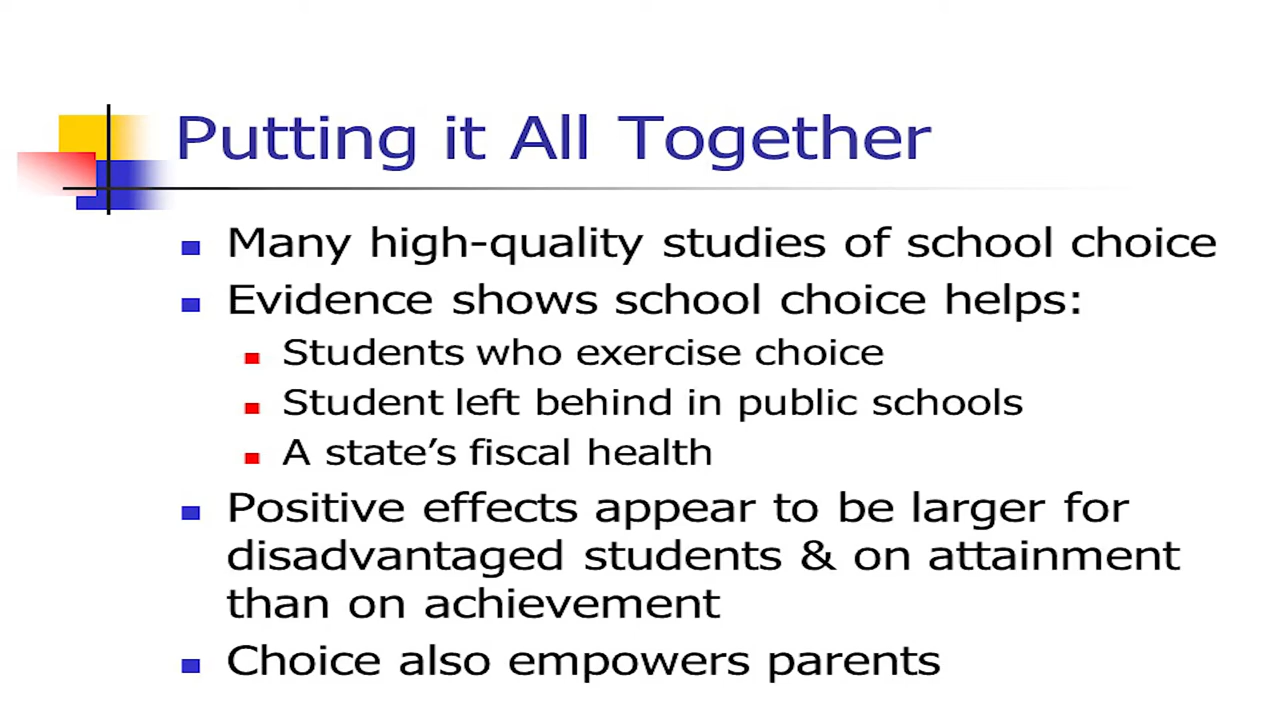 Putting it All Together
Many high-quality studies of school choice
Evidence shows school choice helps:
Students who exercise choice
Student left behind in public schools
A state’s fiscal health
Positive effects appear to be larger for
disadvantaged students & on attainment
than on achievement
Choice also empowers parents